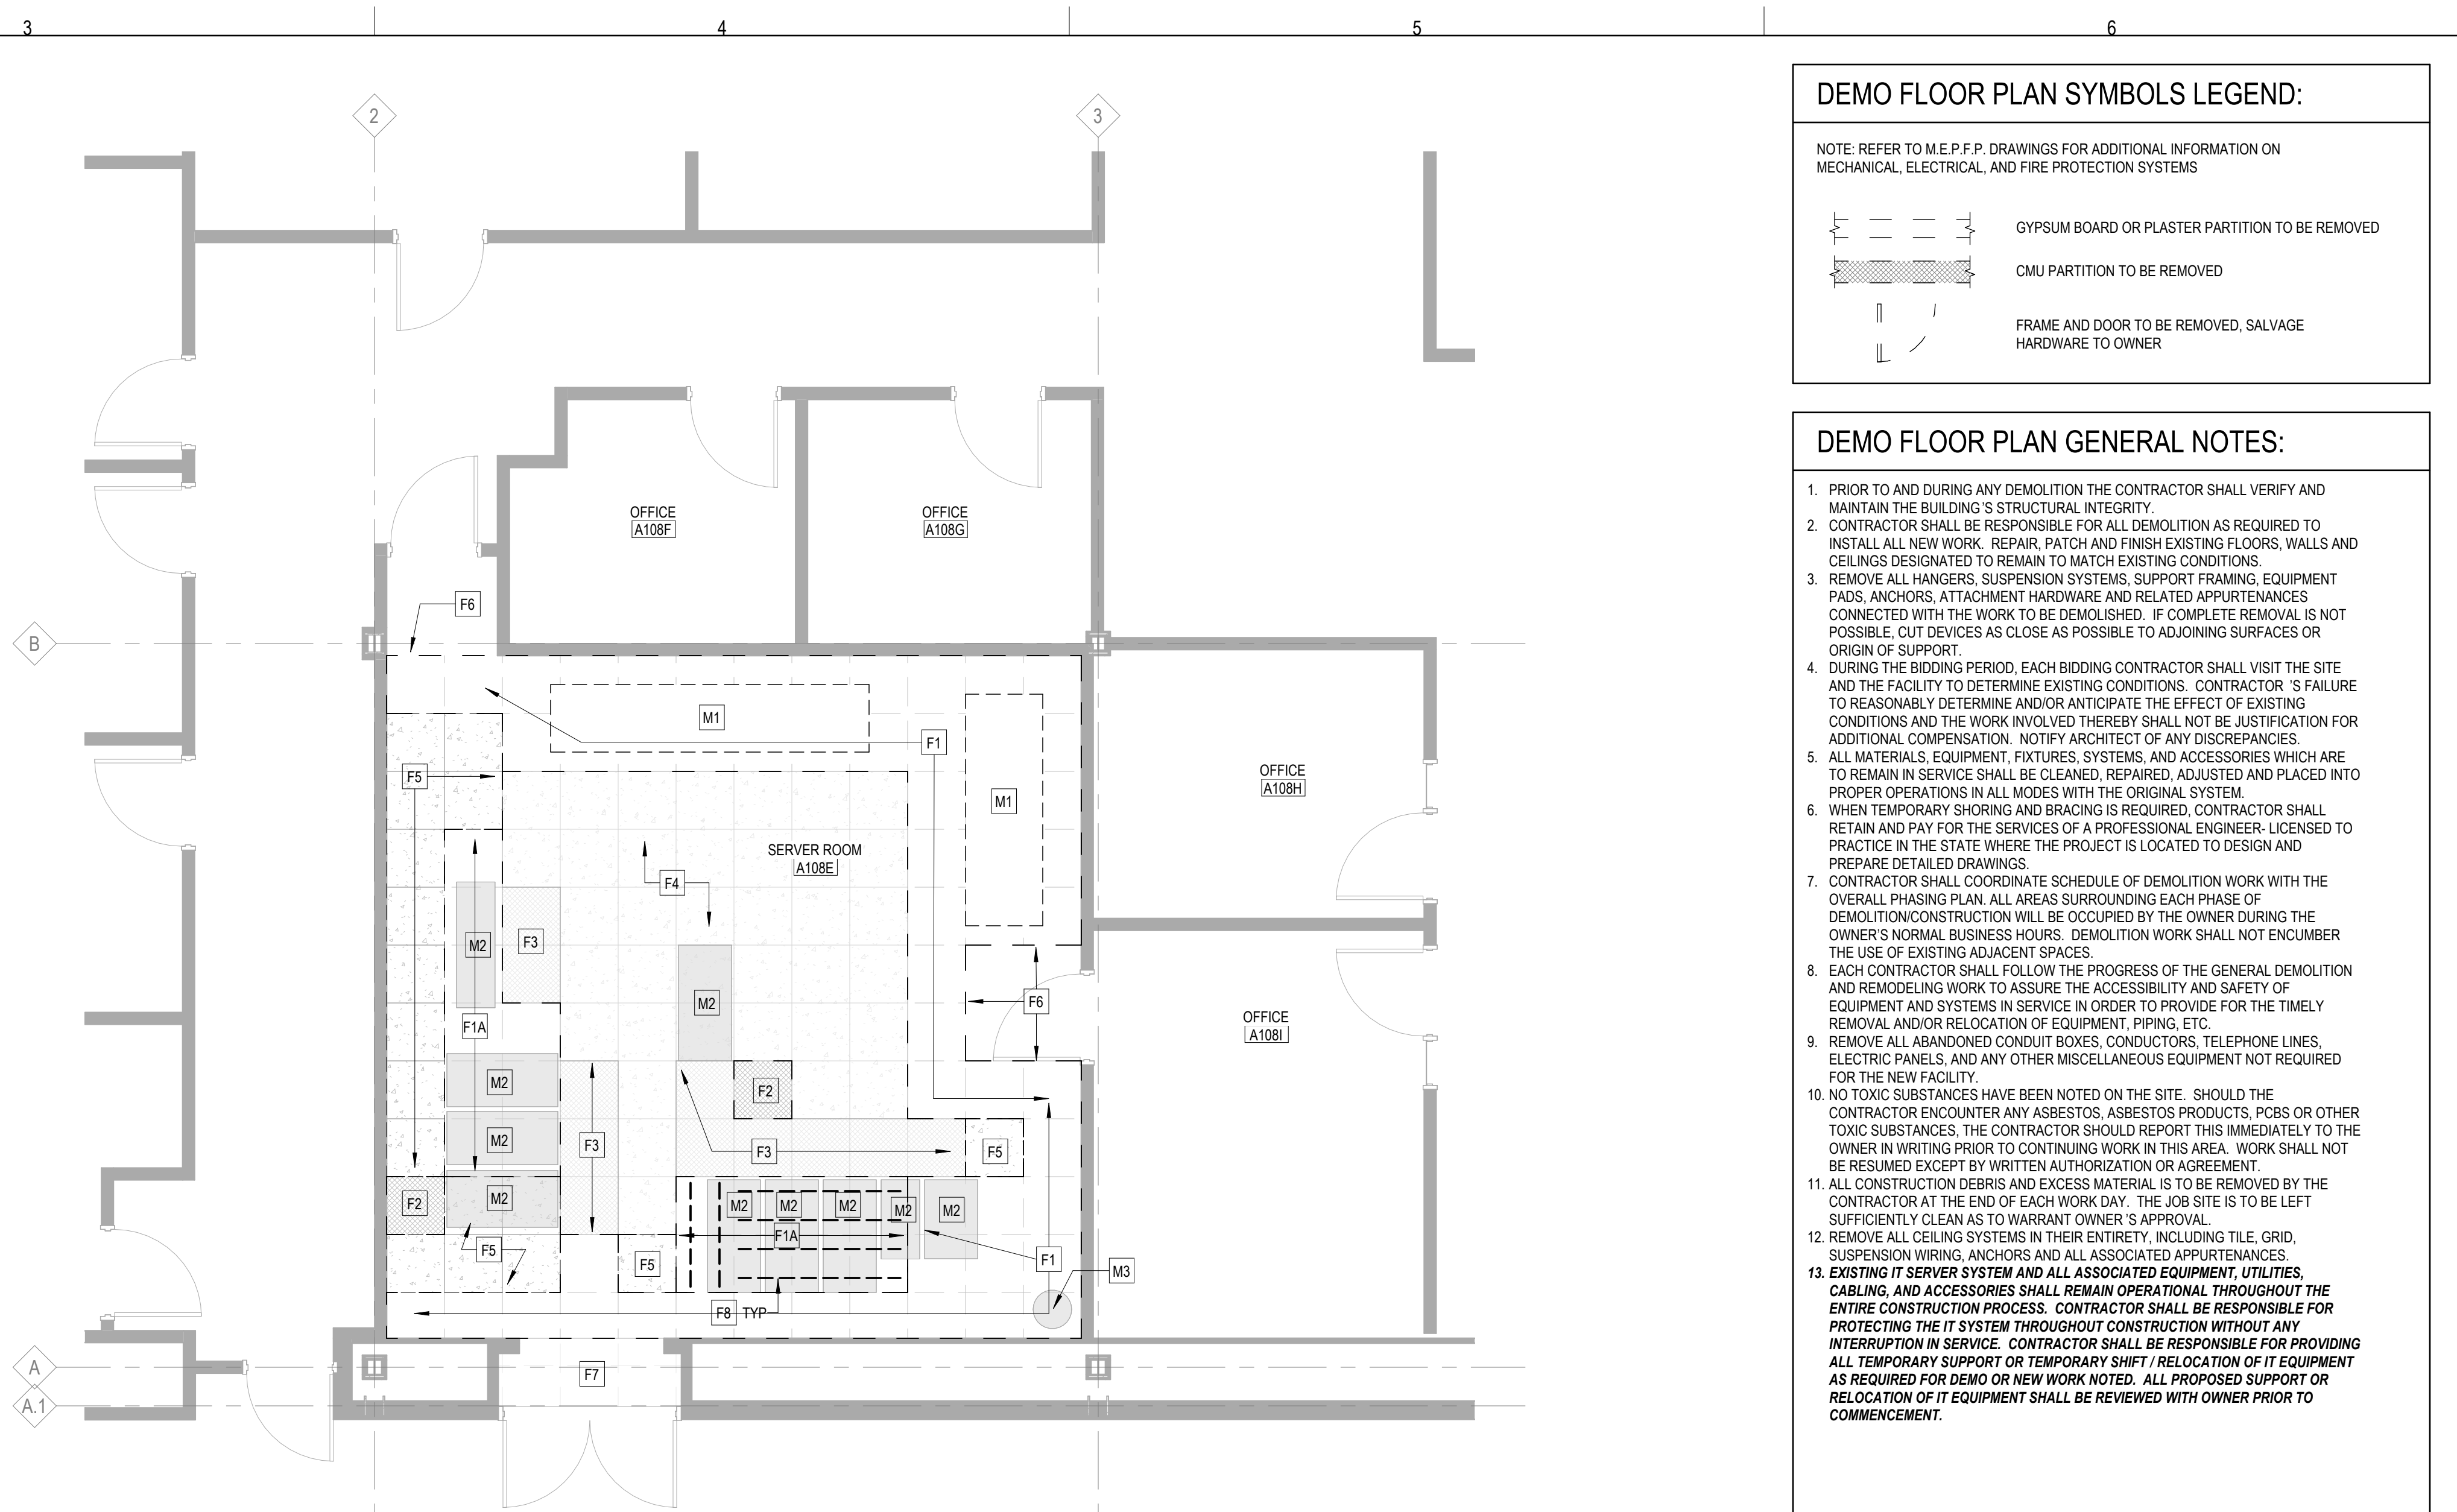 3
4
5
6
2
3
B
A
A.1
OFFICE
A108F
OFFICE
A108G
F6
M1
F1
F5
M1
OFFICE
A108H
SERVER ROOM
A108E
F4
M2
F3
M2
F6
F1A
OFFICE
A108I
M2
F2
M2
F3
F3
F5
M2
F2
M2
M2
M2
M2
M2
F1A
F5
F5
F1
M3
F8 TYP
F7
DEMO FLOOR PLAN SYMBOLS LEGEND:
NOTE: REFER TO M.E.P.F.P. DRAWINGS FOR ADDITIONAL INFORMATION ON
MECHANICAL, ELECTRICAL, AND FIRE PROTECTION SYSTEMS
GYPSUM BOARD OR PLASTER PARTITION TO BE REMOVED
CMU PARTITION TO BE REMOVED
FRAME AND DOOR TO BE REMOVED, SALVAGE
HARDWARE TO OWNER
DEMO FLOOR PLAN GENERAL NOTES:
1. PRIOR TO AND DURING ANY DEMOLITION THE CONTRACTOR SHALL VERIFY AND
MAINTAIN THE BUILDING'S STRUCTURAL INTEGRITY.
2. CONTRACTOR SHALL BE RESPONSIBLE FOR ALL DEMOLITION AS REQUIRED TO
INSTALL ALL NEW WORK. REPAIR, PATCH AND FINISH EXISTING FLOORS, WALLS AND
CEILINGS DESIGNATED TO REMAIN TO MATCH EXISTING CONDITIONS.
3. REMOVE ALL HANGERS, SUSPENSION SYSTEMS, SUPPORT FRAMING, EQUIPMENT
PADS, ANCHORS, ATTACHMENT HARDWARE AND RELATED APPURTENANCES
CONNECTED WITH THE WORK TO BE DEMOLISHED. IF COMPLETE REMOVAL IS NOT
POSSIBLE, CUT DEVICES AS CLOSE AS POSSIBLE TO ADJOINING SURFACES OR
ORIGIN OF SUPPORT.
4. DURING THE BIDDING PERIOD, EACH BIDDING CONTRACTOR SHALL VISIT THE SITE
AND THE FACILITY TO DETERMINE EXISTING CONDITIONS. CONTRACTOR 'S FAILURE
TO REASONABLY DETERMINE AND/OR ANTICIPATE THE EFFECT OF EXISTING
CONDITIONS AND THE WORK INVOLVED THEREBY SHALL NOT BE JUSTIFICATION FOR
ADDITIONAL COMPENSATION. NOTIFY ARCHITECT OF ANY DISCREPANCIES.
5. ALL MATERIALS, EQUIPMENT, FIXTURES, SYSTEMS, AND ACCESSORIES WHICH ARE
TO REMAIN IN SERVICE SHALL BE CLEANED, REPAIRED, ADJUSTED AND PLACED INTO
PROPER OPERATIONS IN ALL MODES WITH THE ORIGINAL SYSTEM.
6. WHEN TEMPORARY SHORING AND BRACING IS REQUIRED, CONTRACTOR SHALL
RETAIN AND PAY FOR THE SERVICES OF A PROFESSIONAL ENGINEER- LICENSED TO
PRACTICE IN THE STATE WHERE THE PROJECT IS LOCATED TO DESIGN AND
PREPARE DETAILED DRAWINGS.
7. CONTRACTOR SHALL COORDINATE SCHEDULE OF DEMOLITION WORK WITH THE
OVERALL PHASING PLAN. ALL AREAS SURROUNDING EACH PHASE OF
DEMOLITION/CONSTRUCTION WILL BE OCCUPIED BY THE OWNER DURING THE
OWNER'S NORMAL BUSINESS HOURS. DEMOLITION WORK SHALL NOT ENCUMBER
THE USE OF EXISTING ADJACENT SPACES.
8. EACH CONTRACTOR SHALL FOLLOW THE PROGRESS OF THE GENERAL DEMOLITION
AND REMODELING WORK TO ASSURE THE ACCESSIBILITY AND SAFETY OF
EQUIPMENT AND SYSTEMS IN SERVICE IN ORDER TO PROVIDE FOR THE TIMELY
REMOVAL AND/OR RELOCATION OF EQUIPMENT, PIPING, ETC.
9. REMOVE ALL ABANDONED CONDUIT BOXES, CONDUCTORS, TELEPHONE LINES,
ELECTRIC PANELS, AND ANY OTHER MISCELLANEOUS EQUIPMENT NOT REQUIRED
FOR THE NEW FACILITY.
10. NO TOXIC SUBSTANCES HAVE BEEN NOTED ON THE SITE. SHOULD THE
CONTRACTOR ENCOUNTER ANY ASBESTOS, ASBESTOS PRODUCTS, PCBS OR OTHER
TOXIC SUBSTANCES, THE CONTRACTOR SHOULD REPORT THIS IMMEDIATELY TO THE
OWNER IN WRITING PRIOR TO CONTINUING WORK IN THIS AREA. WORK SHALL NOT
BE RESUMED EXCEPT BY WRITTEN AUTHORIZATION OR AGREEMENT.
11. ALL CONSTRUCTION DEBRIS AND EXCESS MATERIAL IS TO BE REMOVED BY THE
CONTRACTOR AT THE END OF EACH WORK DAY. THE JOB SITE IS TO BE LEFT
SUFFICIENTLY CLEAN AS TO WARRANT OWNER 'S APPROVAL.
12. REMOVE ALL CEILING SYSTEMS IN THEIR ENTIRETY, INCLUDING TILE, GRID,
SUSPENSION WIRING, ANCHORS AND ALL ASSOCIATED APPURTENANCES.
13. EXISTING IT SERVER SYSTEM AND ALL ASSOCIATED EQUIPMENT, UTILITIES,
CABLING, AND ACCESSORIES SHALL REMAIN OPERATIONAL THROUGHOUT THE
ENTIRE CONSTRUCTION PROCESS. CONTRACTOR SHALL BE RESPONSIBLE FOR
PROTECTING THE IT SYSTEM THROUGHOUT CONSTRUCTION WITHOUT ANY
INTERRUPTION IN SERVICE. CONTRACTOR SHALL BE RESPONSIBLE FOR PROVIDING
ALL TEMPORARY SUPPORT OR TEMPORARY SHIFT / RELOCATION OF IT EQUIPMENT
AS REQUIRED FOR DEMO OR NEW WORK NOTED. ALL PROPOSED SUPPORT OR
RELOCATION OF IT EQUIPMENT SHALL BE REVIEWED WITH OWNER PRIOR TO
COMMENCEMENT.